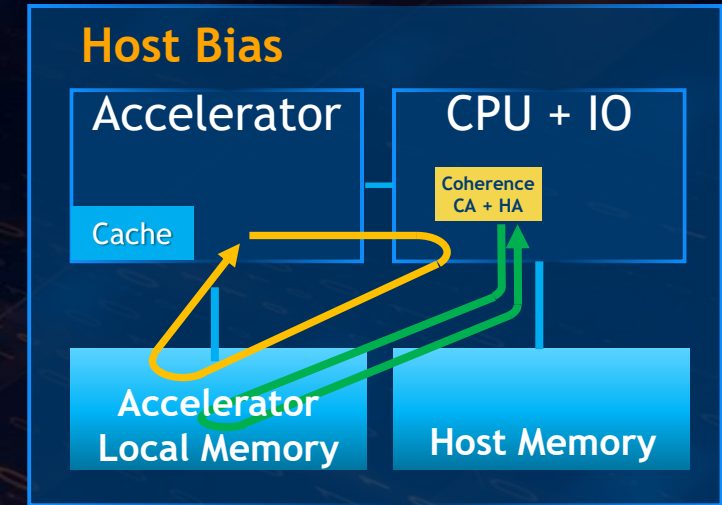 Host Bias
Accelerator
CPU + IO
Coherence
CA + HA
Cache
Accelerator
Local Memory
Host Memory